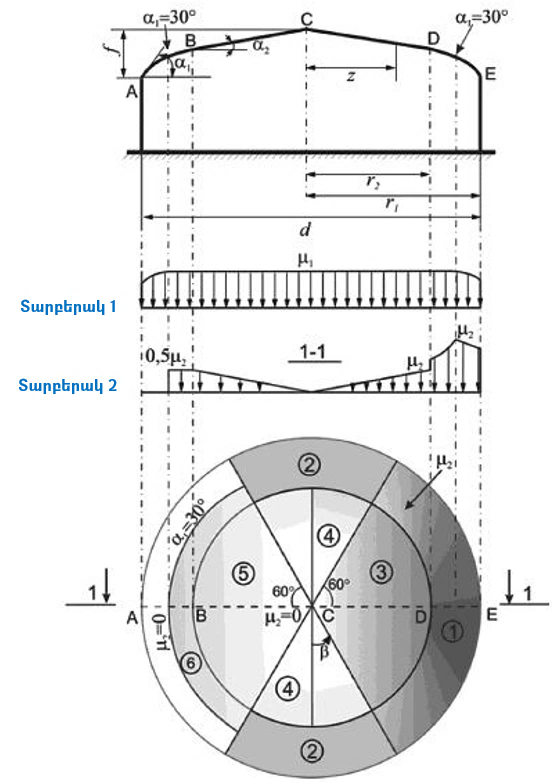 α₁=30°
C
α₁=30°
f
B
α₂
D
α₁
A
z
E
r₂
r₁
d
μ₁
Տարբերակ 1
0,5μ₂
1-1
μ₂
μ₂
Տարբերակ 2
②
μ₂
α₁=30°
④
⑤
③
60°
60°
1
1
A
B
μ₂=0
C
D
E
①
μ₂=0
β
⑥
④
②